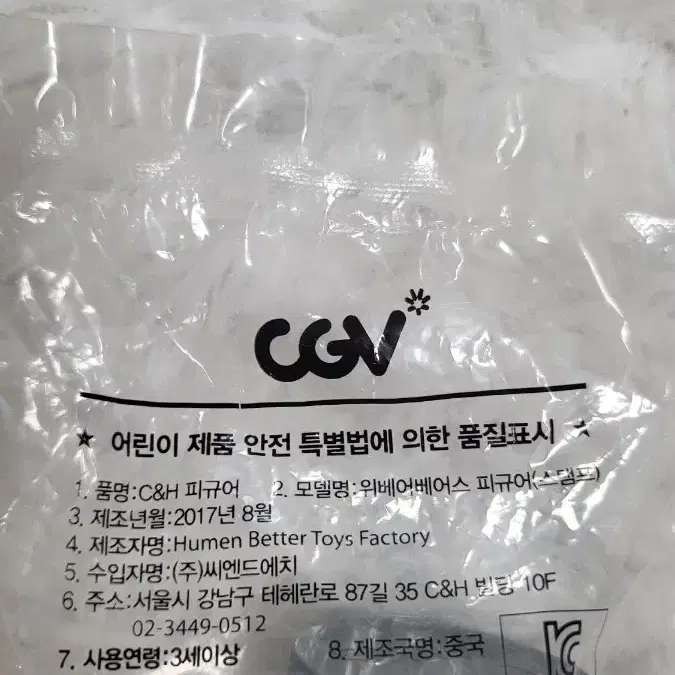 CGV
★ 어린이 제품 안전 특별법에 의한 품질표시 ★
1. 품명:C&H 피규어 2. 모델명:위베어베어스 피규어(스탬프)
3. 제조년월:2017년 8월
4. 제조자명:Humen Better Toys Factory
5. 수입자명:(주)씨엔드에치
6. 주소:서울시 강남구 테헤란로 87길 35 C&H 빌딩 10F
02-3449-0512
7. 사용연령:3세이상 8. 제조국명:중국